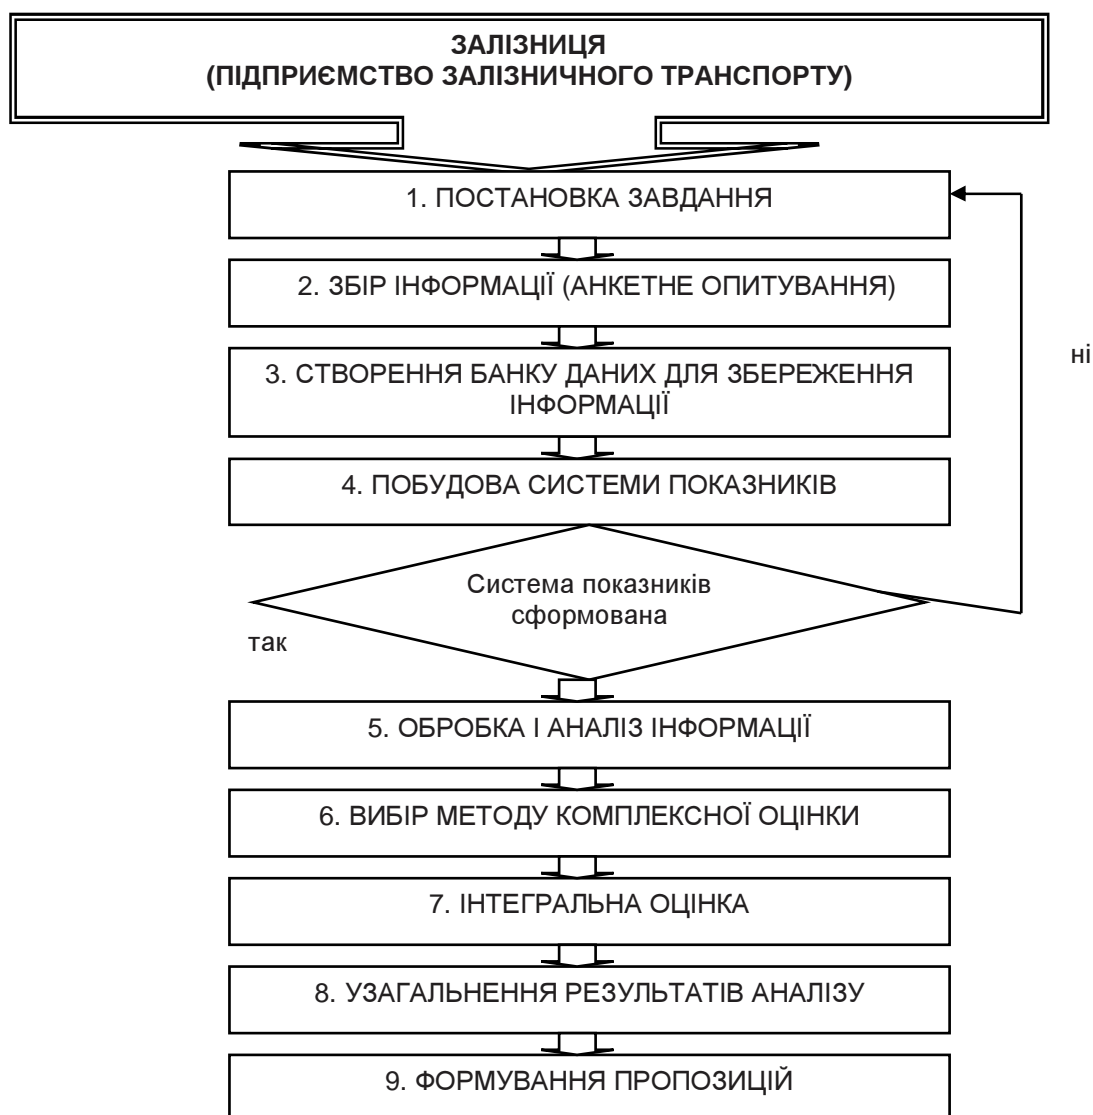 ЗАЛІЗНИЦЯ
(ПІДПРИЄМСТВО ЗАЛІЗНИЧНОГО ТРАНСПОРТУ)
1. ПОСТАНОВКА ЗАВДАННЯ
2. ЗБІР ІНФОРМАЦІЇ (АНКЕТНЕ ОПИТУВАННЯ)
ні
3. СТВОРЕННЯ БАНКУ ДАНИХ ДЛЯ ЗБЕРЕЖЕННЯ
ІНФОРМАЦІЇ
4. ПОБУДОВА СИСТЕМИ ПОКАЗНИКІВ
Система показників
сформована
так
5. ОБРОБКА І АНАЛІЗ ІНФОРМАЦІЇ
6. ВИБІР МЕТОДУ КОМПЛЕКСНОЇ ОЦІНКИ
7. ІНТЕГРАЛЬНА ОЦІНКА
8. УЗАГАЛЬНЕННЯ РЕЗУЛЬТАТІВ АНАЛІЗУ
9. ФОРМУВАННЯ ПРОПОЗИЦІЙ